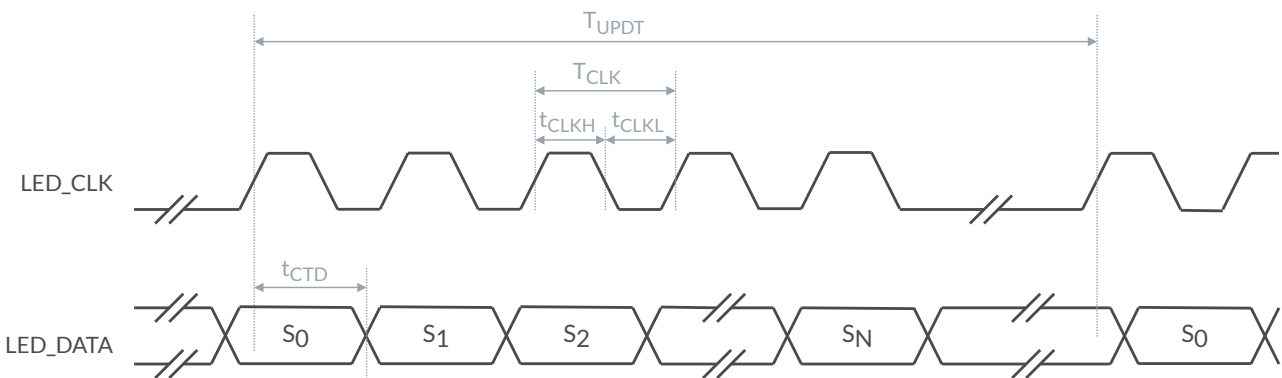 TUPDT
TCLK
tCLKH tCLKL
LED_CLK
tCTD
LED_DATA S0 S1 S2 SN S0